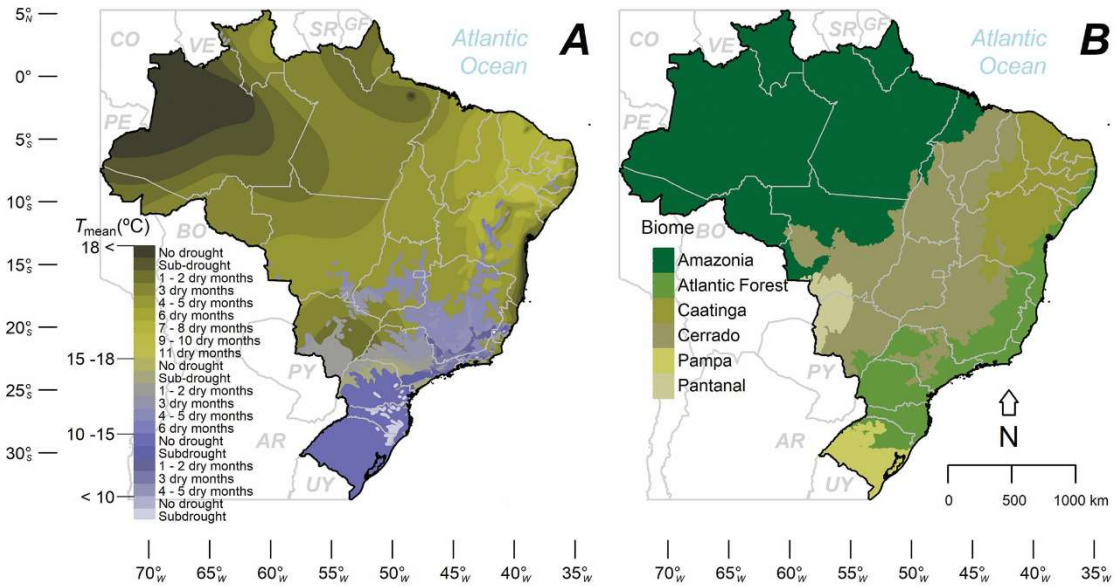 5°N
0°
5°S
10°S
15°S
20°S
25°S
30°S
CO
VE
SR
GF
PE
BO
PY
AR
UY
Atlantic
Ocean
A
Tmean(ºC)
18 <
No drought
Sub-drought
1 - 2 dry months
3 dry months
4 - 5 dry months
6 dry months
7 - 8 dry months
9 - 10 dry months
11 dry months
15 -18
No drought
Sub-drought
1 - 2 dry months
3 dry months
4 - 5 dry months
6 dry months
10 -15
No drought
Subdrought
1 - 2 dry months
3 dry months
4 - 5 dry months
< 10
No drought
Subdrought
70°W 65°W 60°W 55°W 50°W 45°W 40°W 35°W
CO
VE
SR
GF
PE
BO
PY
AR
UY
Atlantic
Ocean
B
Biome
Amazonia
Atlantic Forest
Caatinga
Cerrado
Pampa
Pantanal
N
0 500 1000 km
70°W 65°W 60°W 55°W 50°W 45°W 40°W 35°W